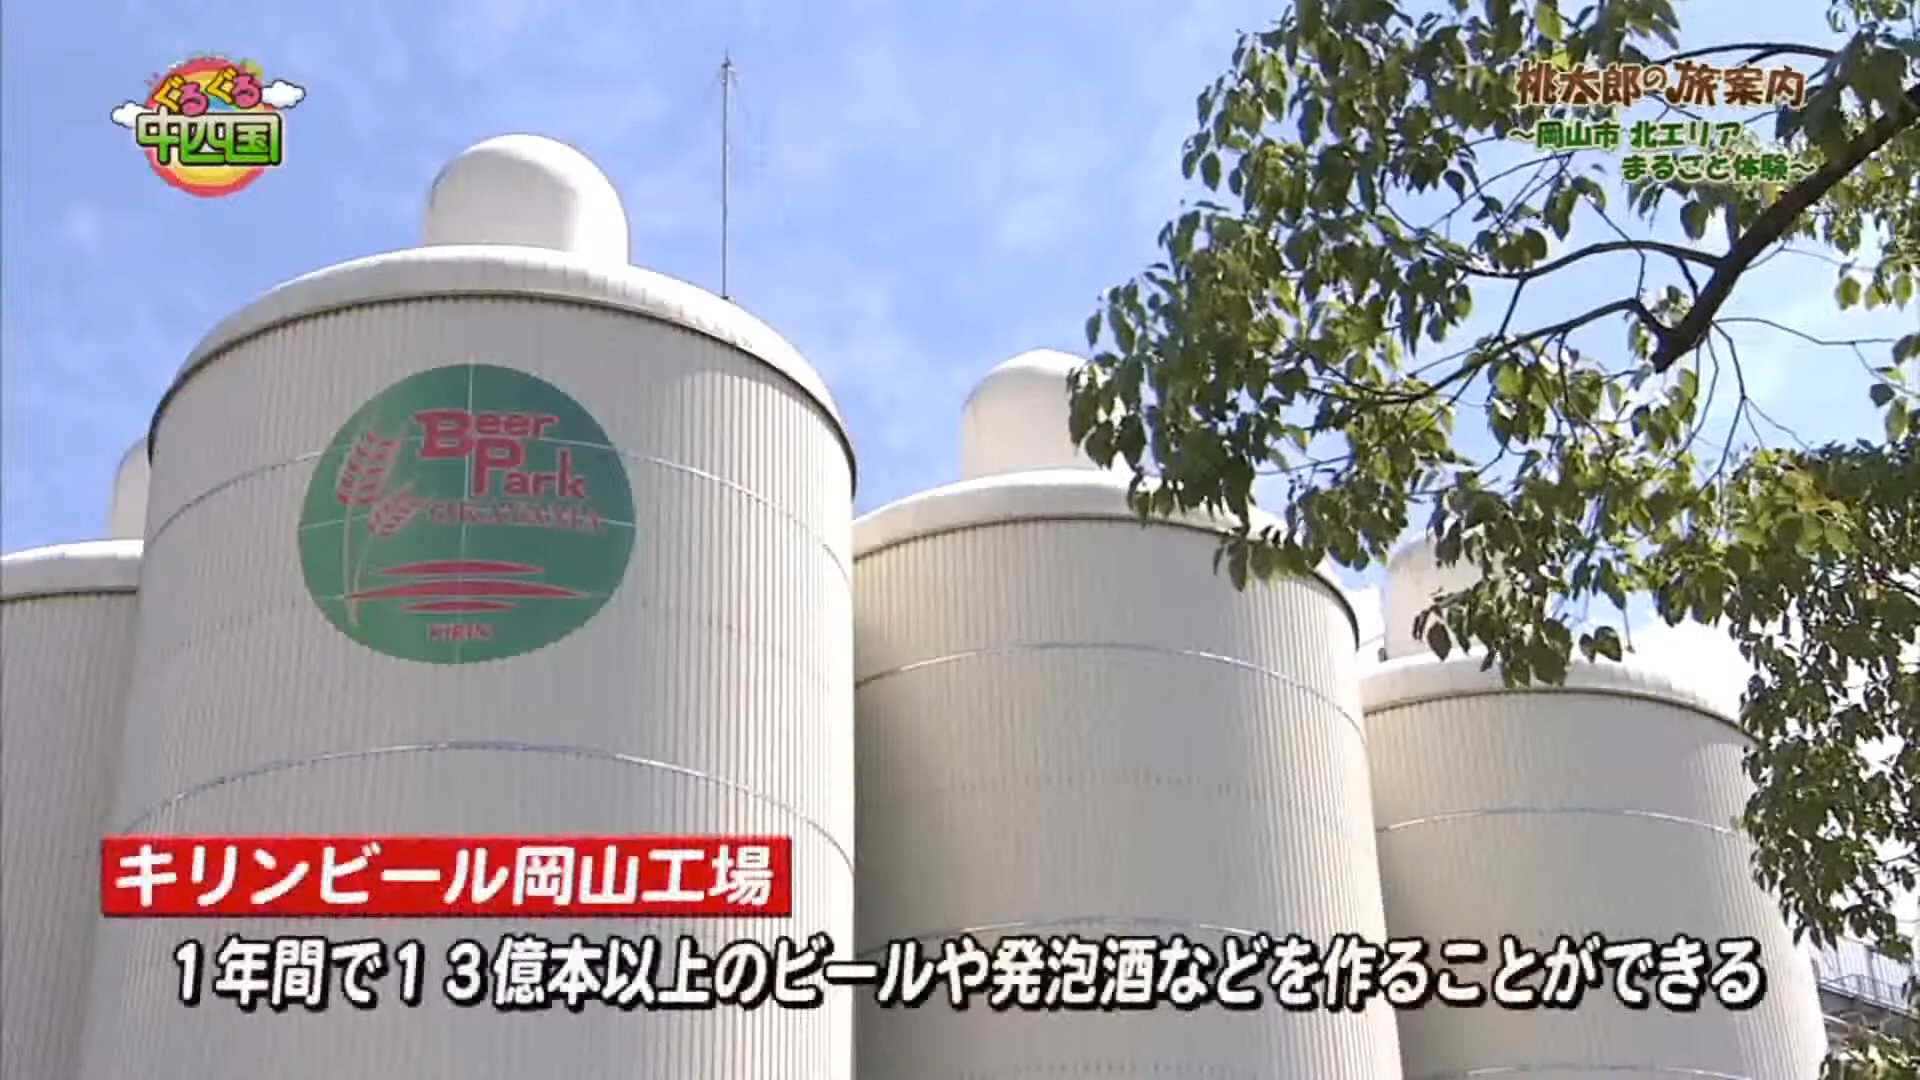 ぐるぐる
中四国
桃太郎の旅案内
~岡山市 北エリア
まるごと体験~
Beer
Park
KIRIN
キリンビール岡山工場
1年間で13億本以上のビールや発泡酒などを作ることができる